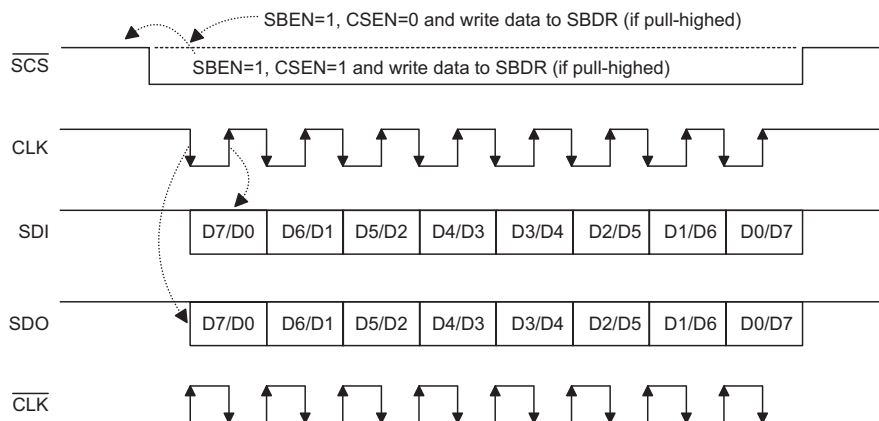 SBEN=1, CSEN=0 and write data to SBDR (if pull-highed)
SCS
SBEN=1, CSEN=1 and write data to SBDR (if pull-highed)
CLK
SDI D7/D0 D6/D1 D5/D2 D4/D3 D3/D4 D2/D5 D1/D6 D0/D7
SDO D7/D0 D6/D1 D5/D2 D4/D3 D3/D4 D2/D5 D1/D6 D0/D7
CLK